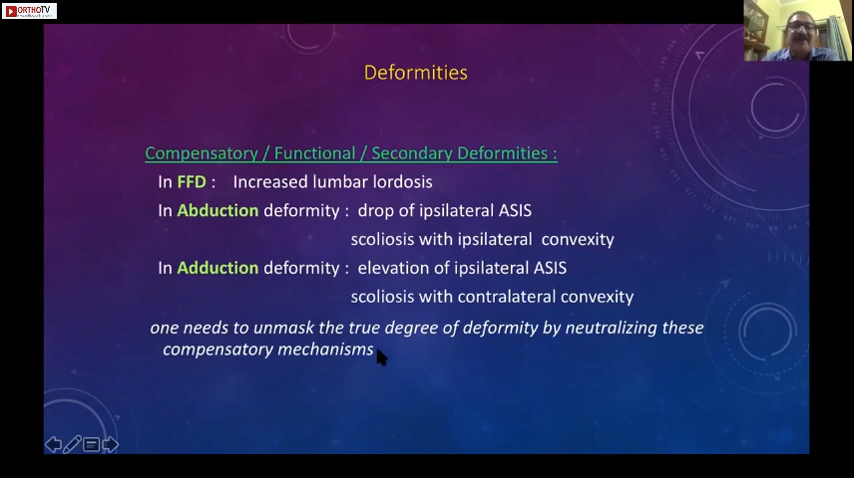 ORTHOTV
Deformities
Compensatory / Functional / Secondary Deformities :
In FFD : Increased lumbar lordosis
In Abduction deformity : drop of ipsilateral ASIS
scoliosis with ipsilateral convexity
In Adduction deformity : elevation of ipsilateral ASIS
scoliosis with contralateral convexity
one needs to unmask the true degree of deformity by neutralizing these
compensatory mechanisms